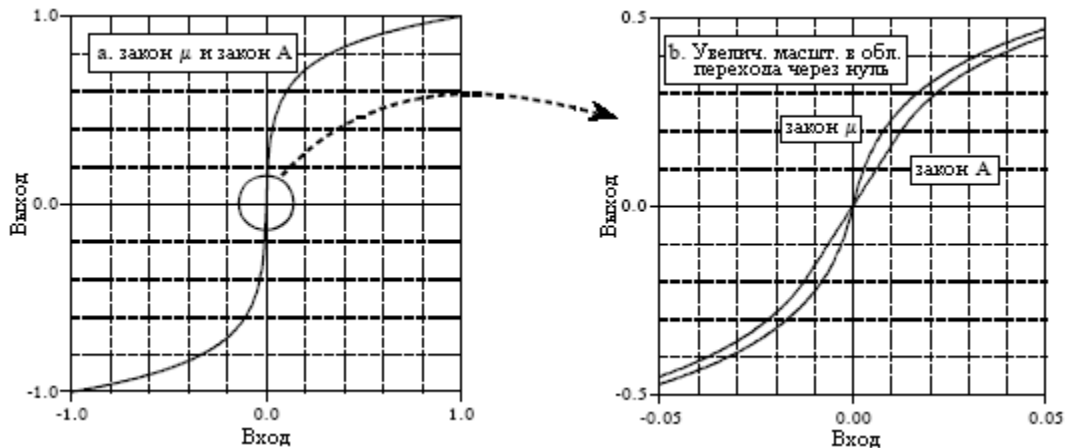 1.0
a. закон μ и закон A
0.0
Выход
-1.0
-1.0
0.0
1.0
Вход
0.5
b. Увелич. масшт. в обл.
перехода через нуль
закон μ
закон A
0.0
Выход
-0.5
-0.05
0.00
0.05
Вход